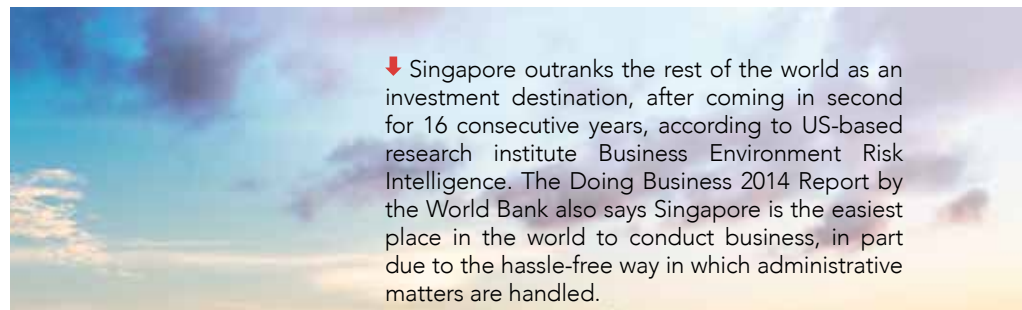 Singapore outranks the rest of the world as an
investment destination, after coming in second
for 16 consecutive years, according to US-based
research institute Business Environment Risk
Intelligence. The Doing Business 2014 Report by
the World Bank also says Singapore is the easiest
place in the world to conduct business, in part
due to the hassle-free way in which administrative
matters are handled.